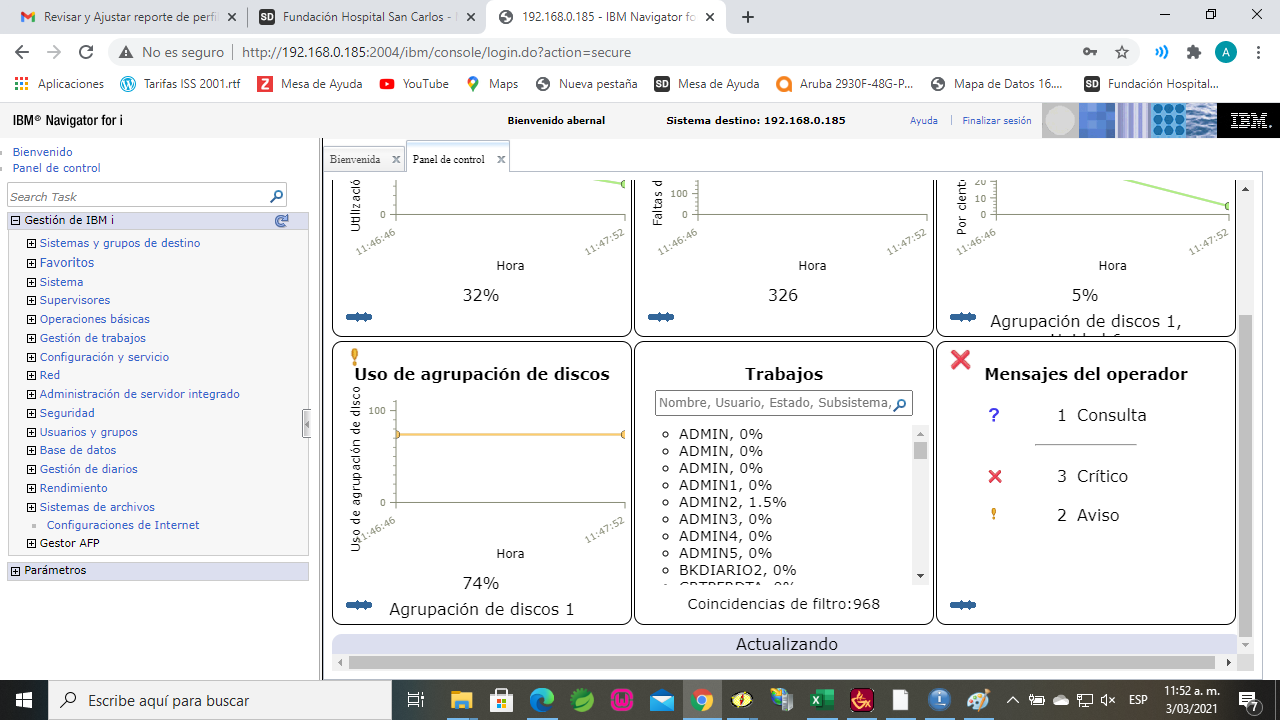 Revisar y Ajustar reporte de perfi
Fundación Hospital San Carlos -
192.168.0.185 - IBM Navigator fo
No es seguro
http://192.168.0.185:2004/ibm/console/login.do?action=secure
A
Aplicaciones
Tarifas ISS 2001.rtf
Mesa de Ayuda
YouTube
Maps
Nueva pestaña
SD
Mesa de Ayuda
Aruba 2930F-48G-P...
Mapa de Datos 16....
SD
Fundación Hospital...
IBM® Navigator for i
Bienvenido abernal
Sistema destino: 192.168.0.185
Ayuda
Finalizar sesión
IBM.
Bienvenido
Panel de control
Search Task
Gestión de IBM i
Sistemas y grupos de destino
Favoritos
Sistema
Supervisores
Operaciones básicas
Gestión de trabajos
Configuración y servicio
Red
Administración de servidor integrado
Seguridad
Usuarios y grupos
Base de datos
Gestión de diarios
Rendimiento
Sistemas de archivos
Configuraciones de Internet
Gestor AFP
Parámetros
Bienvenida
Panel de control
Utilizació
0
11:46:46
11:47:52
Hora
32%
Faltas d
100
0
11:46:46
11:47:52
Hora
326
Por ciento
20
10
0
11:46:46
11:47:52
Hora
5%
Agrupación de discos 1,
Uso de agrupación de discos
Uso de agrupación de disco
100
0
11:46:46
11:47:52
Hora
74%
Agrupación de discos 1
Trabajos
Nombre, Usuario, Estado, Subsistema,
ADMIN, 0%
ADMIN, 0%
ADMIN, 0%
ADMIN1, 0%
ADMIN2, 1.5%
ADMIN3, 0%
ADMIN4, 0%
ADMIN5, 0%
BKDIARIO2, 0%
Coincidencias de filtro:968
Mensajes del operador
? 1 Consulta
3 Crítico
2 Aviso
Actualizando
Escribe aquí para buscar
ESP
11:52 a. m.
3/03/2021
7